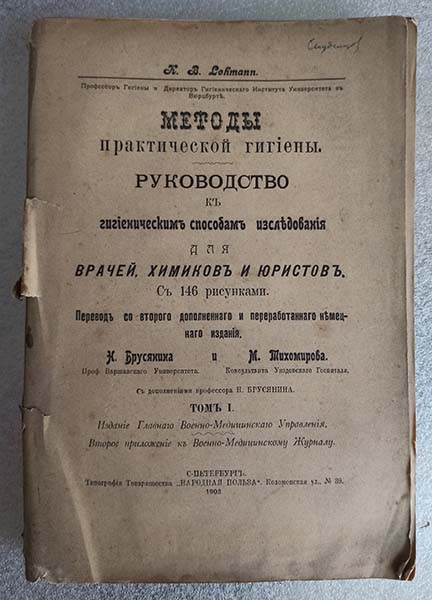 Студенцов
K. B. Lehmann.
Профессоръ Гигіены и Директоръ Гигіеническаго Института Университета въ
Вюрцбургѣ.
МЕТОДЫ
практической гигіены.
РУКОВОДСТВО
КЪ
гигіеническимъ способамъ изслѣдованія
ДЛЯ
ВРАЧЕЙ, ХИМИКОВЪ И ЮРИСТОВЪ.
Съ 146 рисунками.
Переводъ со второго дополненнаго и переработаннаго нѣмец-
каго изданія,
Н. Брусянина и М. Тихомирова.
Проф. Варшавскаго Университета. Консультанта Уяздовскаго Госпиталя.
Съ дополненіями профессора Н. БРУСЯНИНА.
ТОМЪ I.
Изданіе Главнаго Военно-Медицинскаго Управленія.
Второе приложеніе къ Военно-Медицинскому Журналу.
С-ПЕТЕРБУРГЪ.
Типографія Товарищества „НАРОДНАЯ ПОЛЬЗА". Коломенская ул., № 39.
1903